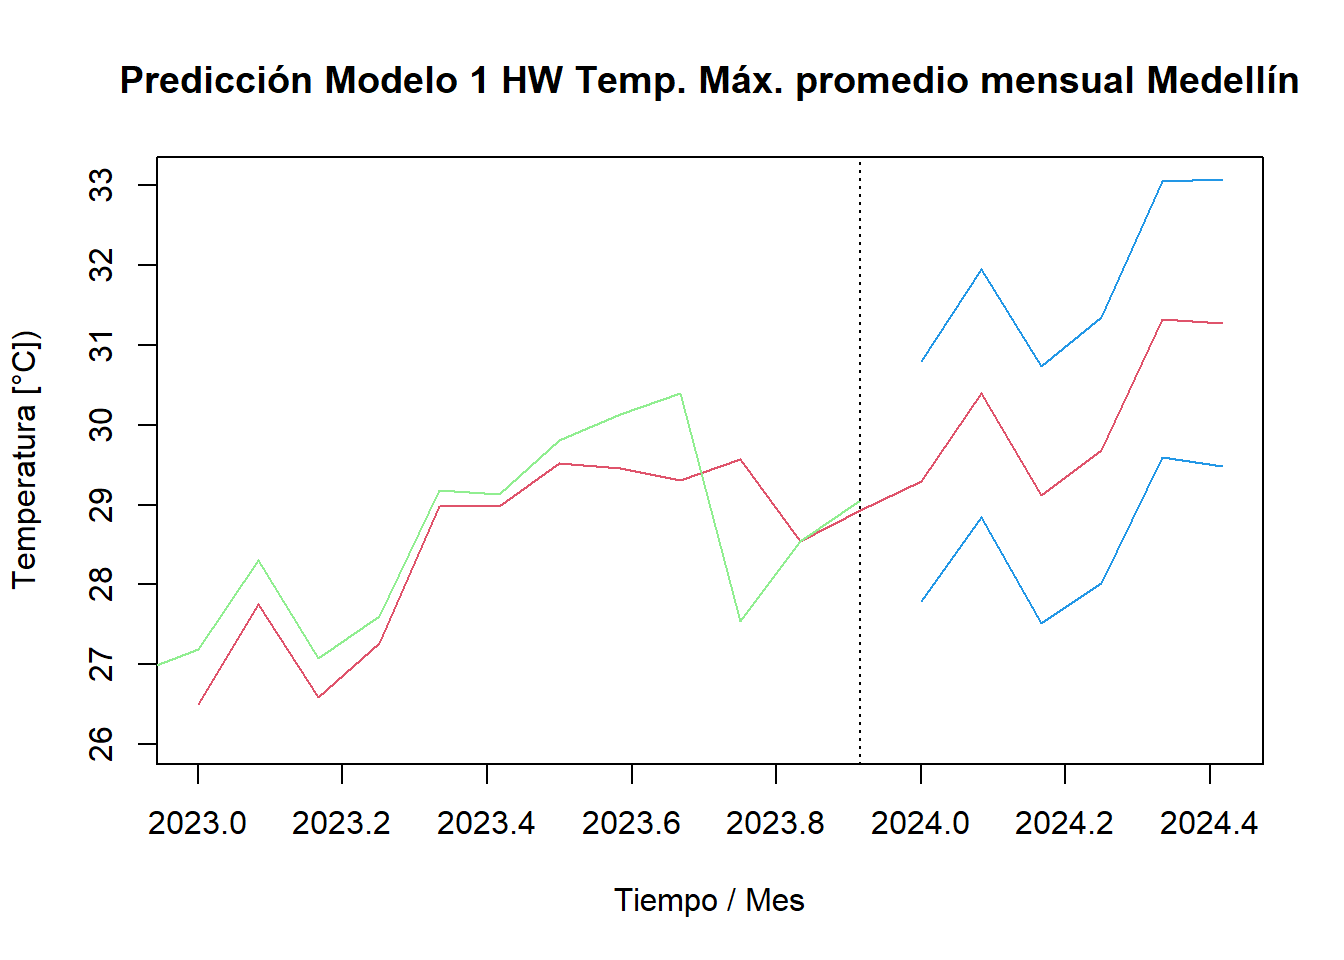 Predicción Modelo 1 HW Temp. Máx. promedio mensual Medellín
Temperatura [°C])
33
32
31
30
29
28
27
26
2023.0 2023.2 2023.4 2023.6 2023.8 2024.0 2024.2 2024.4
Tiempo / Mes